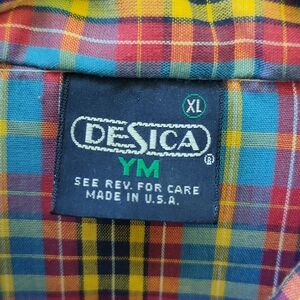 XL
DESICA
®
YM
SEE REV. FOR CARE
MADE IN U.S.A.